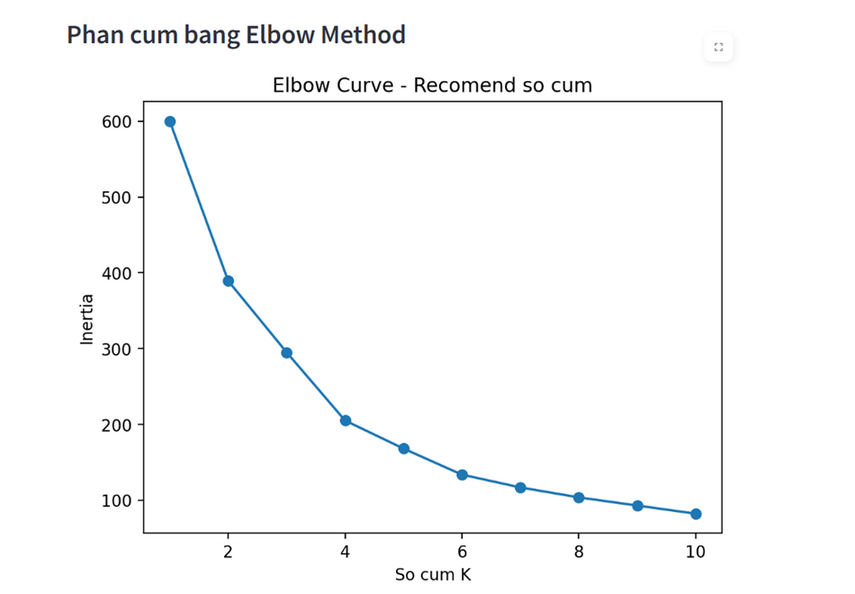 Phan cum bang Elbow Method
Elbow Curve - Recomend so cum
600
500
400
300
200
100
Inertia
2 4 6 8 10
So cum K